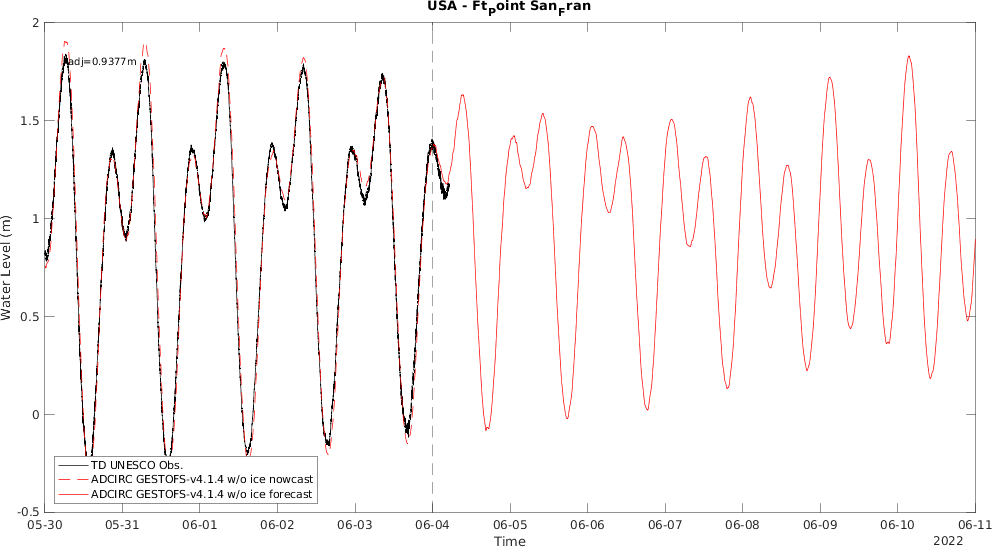 USA - Ft_Point San_Fran
2
adj=0.9377m
1.5
1
0.5
0
-0.5
Water Level (m)
TD UNESCO Obs.
ADCIRC GESTOFS-v4.1.4 w/o ice nowcast
ADCIRC GESTOFS-v4.1.4 w/o ice forecast
05-30 05-31 06-01 06-02 06-03 06-04 06-05 06-06 06-07 06-08 06-09 06-10 06-11
Time
2022